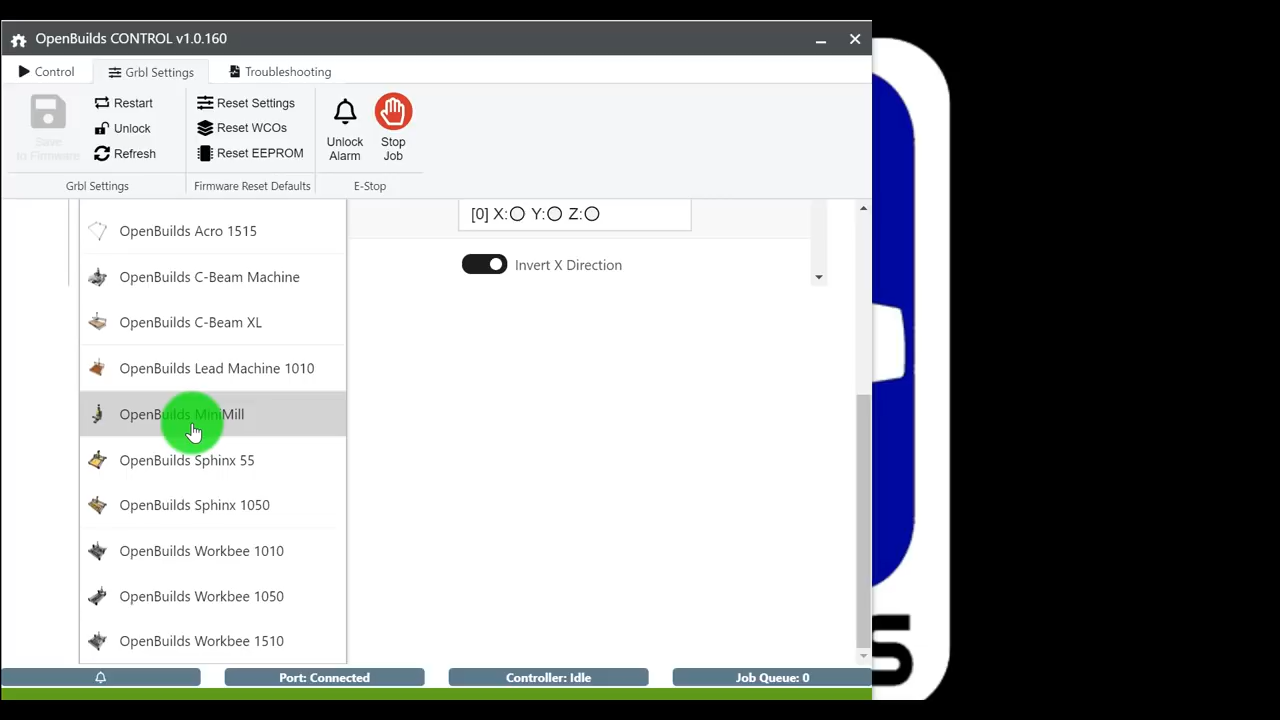 OpenBuilds CONTROL v1.0.160
Control
Grbl Settings
Troubleshooting
Save
to Firmware
Restart
Unlock
Refresh
Reset Settings
Reset WCOs
Reset EEPROM
Unlock
Alarm
Stop
Job
Grbl Settings
Firmware Reset Defaults
E-Stop
OpenBuilds Acro 1515
OpenBuilds C-Beam Machine
OpenBuilds C-Beam XL
OpenBuilds Lead Machine 1010
OpenBuilds MiniMill
OpenBuilds Sphinx 55
OpenBuilds Sphinx 1050
OpenBuilds Workbee 1010
OpenBuilds Workbee 1050
OpenBuilds Workbee 1510
[0] X: Y: Z:
Invert X Direction
Port: Connected
Controller: Idle
Job Queue: 0
S